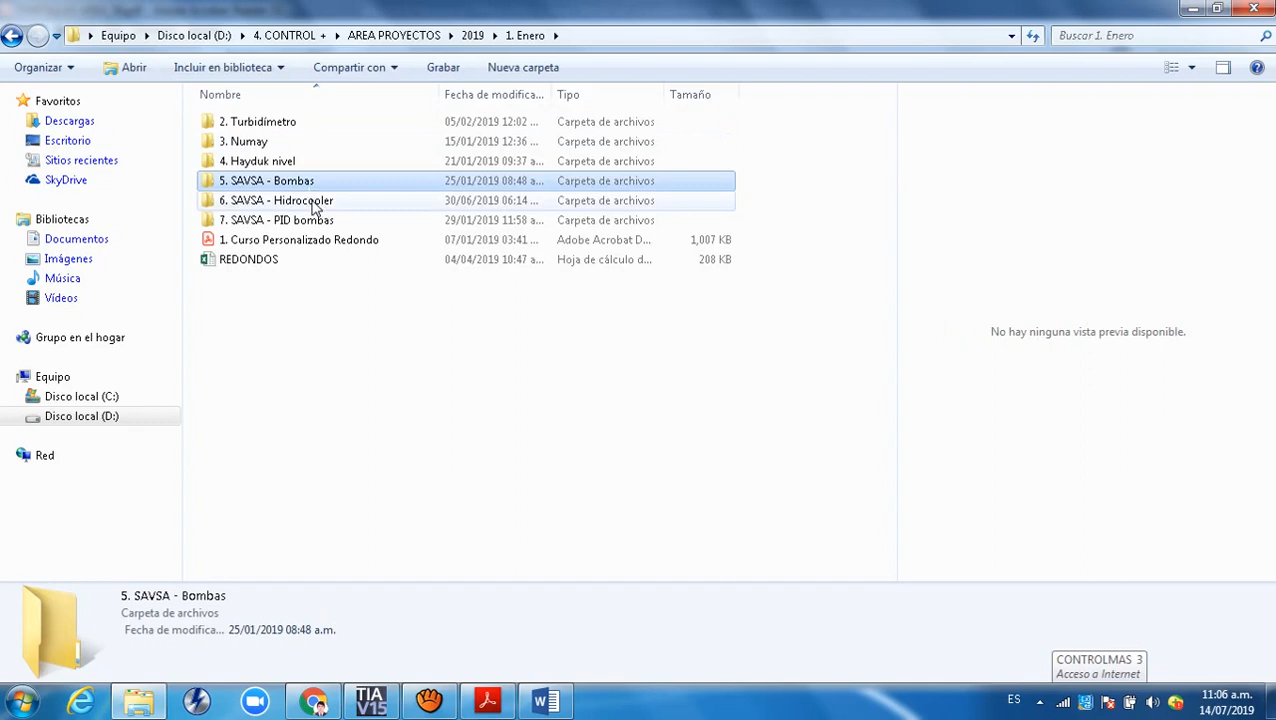 Equipo
Disco local (D:)
4. CONTROL +
AREA PROYECTOS
2019
1. Enero
Buscar 1. Enero
Organizar
Abrir
Incluir en biblioteca
Compartir con
Grabar
Nueva carpeta
Favoritos
Descargas
Escritorio
Sitios recientes
SkyDrive
Bibliotecas
Documentos
Imágenes
Música
Vídeos
Grupo en el hogar
Equipo
Disco local (C:)
Disco local (D:)
Red
Nombre Fecha de modifica... Tipo Tamaño
2. Turbidímetro 05/02/2019 12:02 ... Carpeta de archivos
3. Numay 15/01/2019 12:36 ... Carpeta de archivos
4. Hayduk nivel 21/01/2019 09:37 a... Carpeta de archivos
5. SAVSA - Bombas 25/01/2019 08:48 a... Carpeta de archivos
6. SAVSA - Hidrocooler 30/06/2019 06:14 ... Carpeta de archivos
7. SAVSA - PID bombas 29/01/2019 11:58 a... Carpeta de archivos
1. Curso Personalizado Redondo 07/01/2019 03:41 ... Adobe Acrobat D... 1,007 KB
REDONDOS 04/04/2019 10:47 a... Hoja de cálculo d... 208 KB
No hay ninguna vista previa disponible.
5. SAVSA - Bombas
Carpeta de archivos
Fecha de modifica... 25/01/2019 08:48 a.m.
CONTROLMAS 3
Acceso a Internet
TIA
V15
ES
11:06 a.m.
14/07/2019